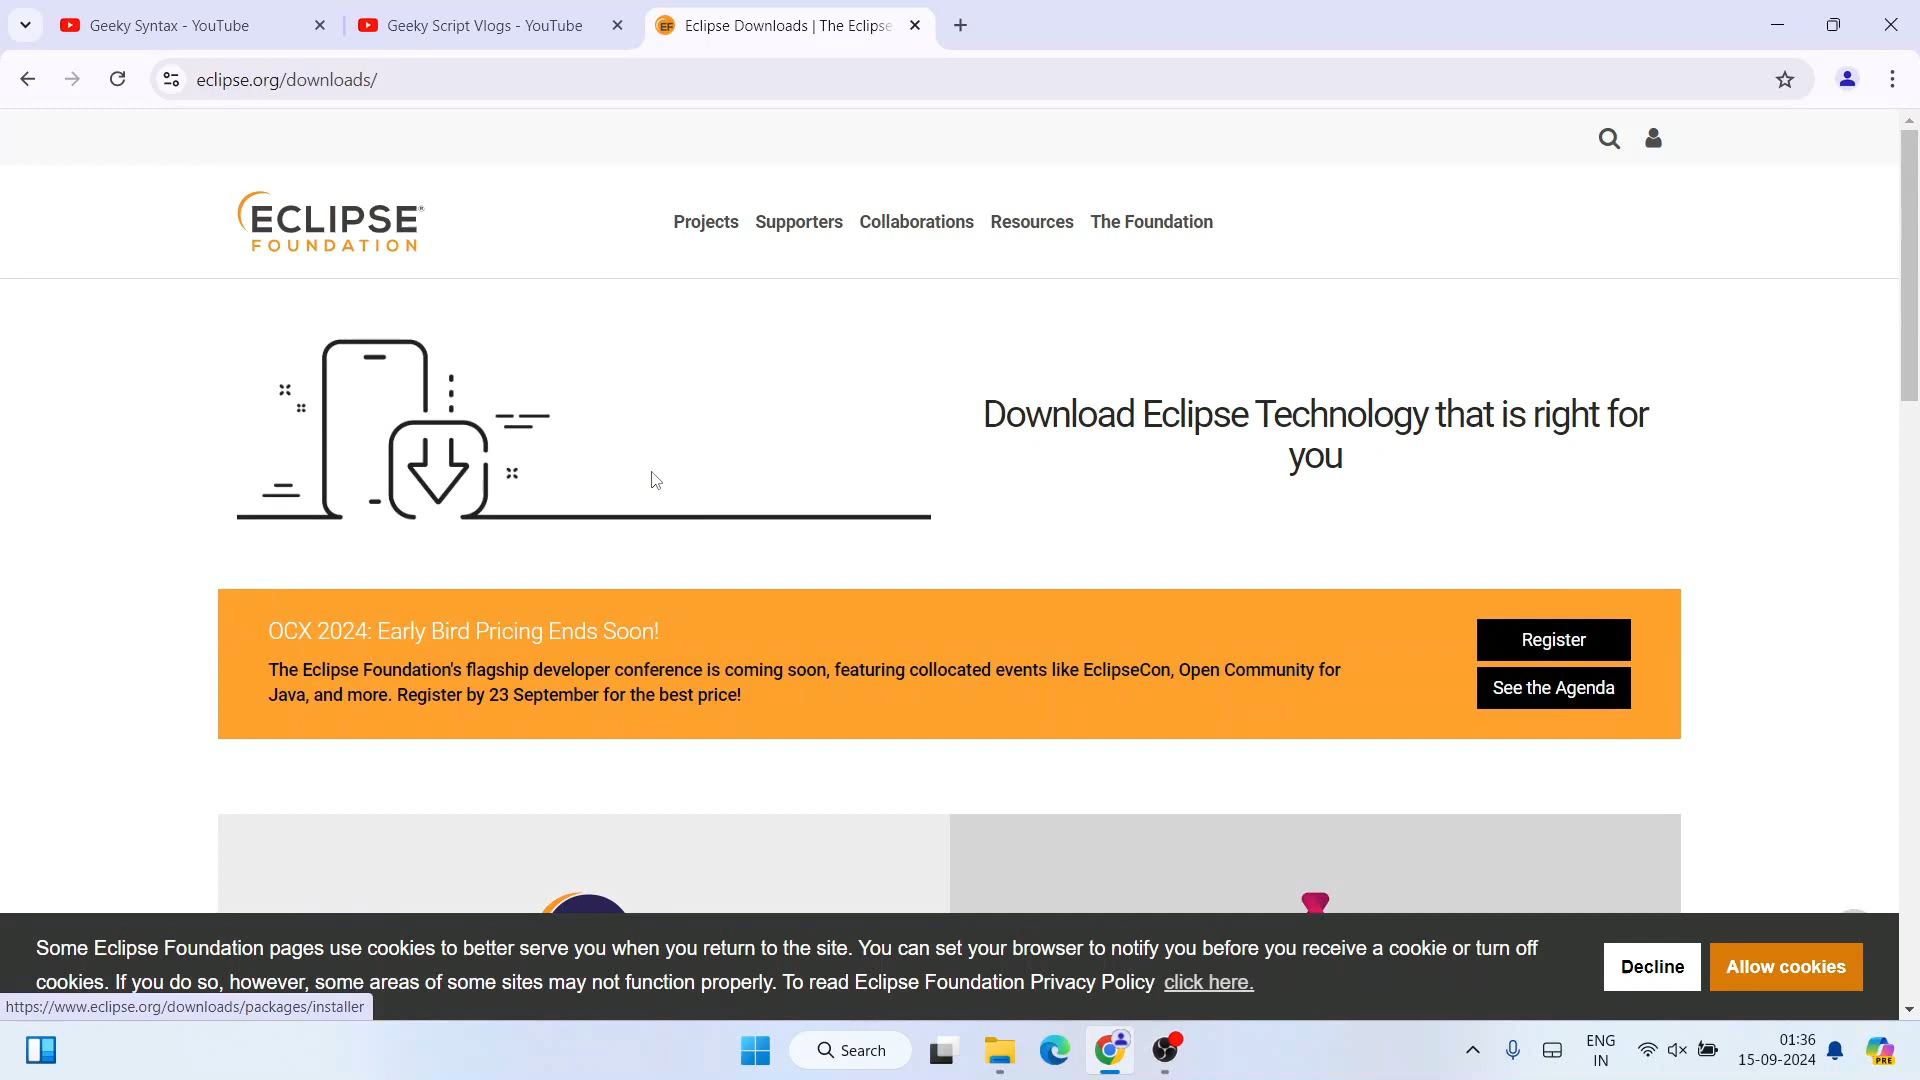 Geeky Syntax - YouTube
Geeky Script Vlogs - YouTube
Eclipse Downloads | The Eclipse
eclipse.org/downloads/
ECLIPSE®
FOUNDATION
Projects Supporters Collaborations Resources The Foundation
Download Eclipse Technology that is right for
you
OCX 2024: Early Bird Pricing Ends Soon!
The Eclipse Foundation's flagship developer conference is coming soon, featuring collocated events like EclipseCon, Open Community for
Java, and more. Register by 23 September for the best price!
Register
See the Agenda
Some Eclipse Foundation pages use cookies to better serve you when you return to the site. You can set your browser to notify you before you receive a cookie or turn off
cookies. If you do so, however, some areas of some sites may not function properly. To read Eclipse Foundation Privacy Policy click here.
Decline
Allow cookies
https://www.eclipse.org/downloads/packages/installer
Search
ENG
IN
01:36
15-09-2024
PRE